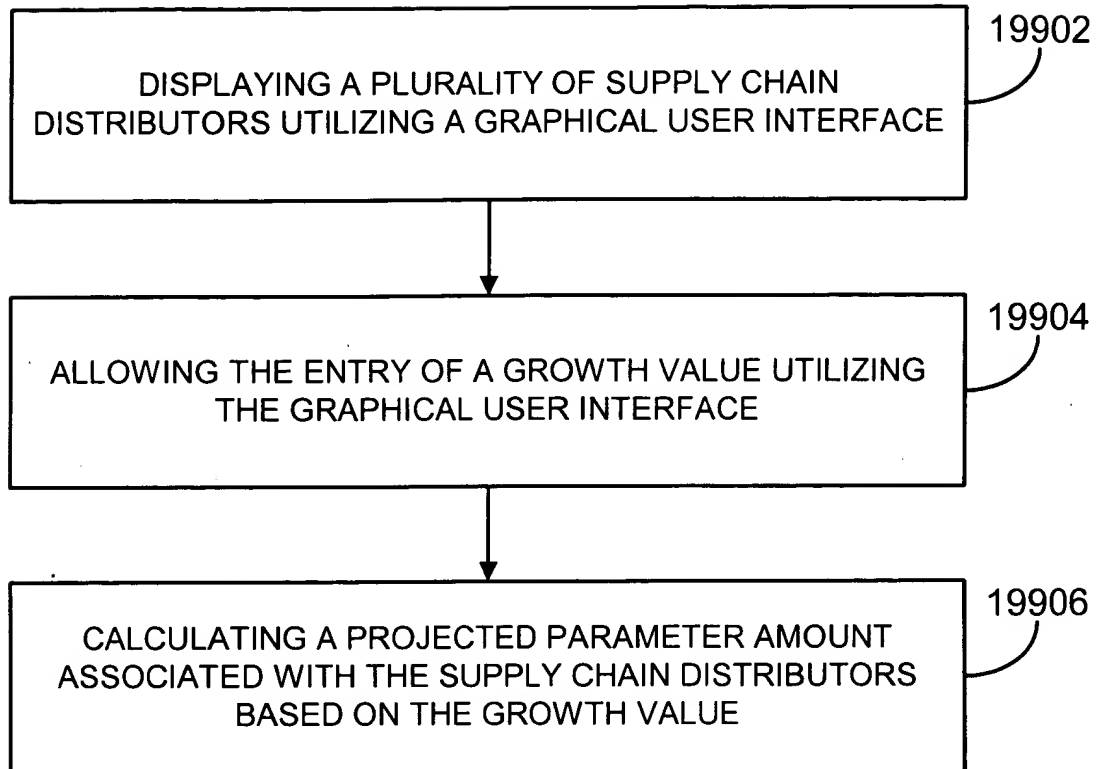 19902
DISPLAYING A PLURALITY OF SUPPLY CHAIN
DISTRIBUTORS UTILIZING A GRAPHICAL USER INTERFACE
19904
ALLOWING THE ENTRY OF A GROWTH VALUE UTILIZING
THE GRAPHICAL USER INTERFACE
19906
CALCULATING A PROJECTED PARAMETER AMOUNT
ASSOCIATED WITH THE SUPPLY CHAIN DISTRIBUTORS
BASED ON THE GROWTH VALUE